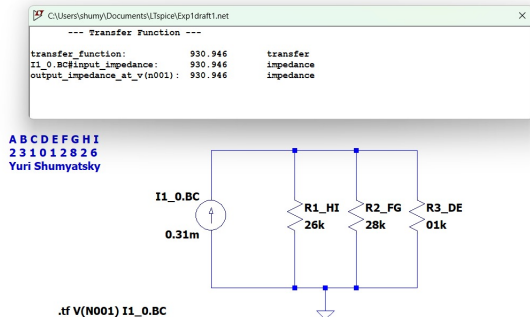 C:\Users\shumy\Documents\LTspice\Exp1draft1.net
--- Transfer Function ---
transfer_function: 930.946 transfer
I1_0.BC#input_impedance: 930.946 impedance
output_impedance_at_v(n001): 930.946 impedance
A B C D E F G H I
2 3 1 0 1 2 8 2 6
Yuri Shumyatsky
I1_0.BC
0.31m
R1_HI
26k
R2_FG
28k
R3_DE
01k
.tf V(N001) I1_0.BC